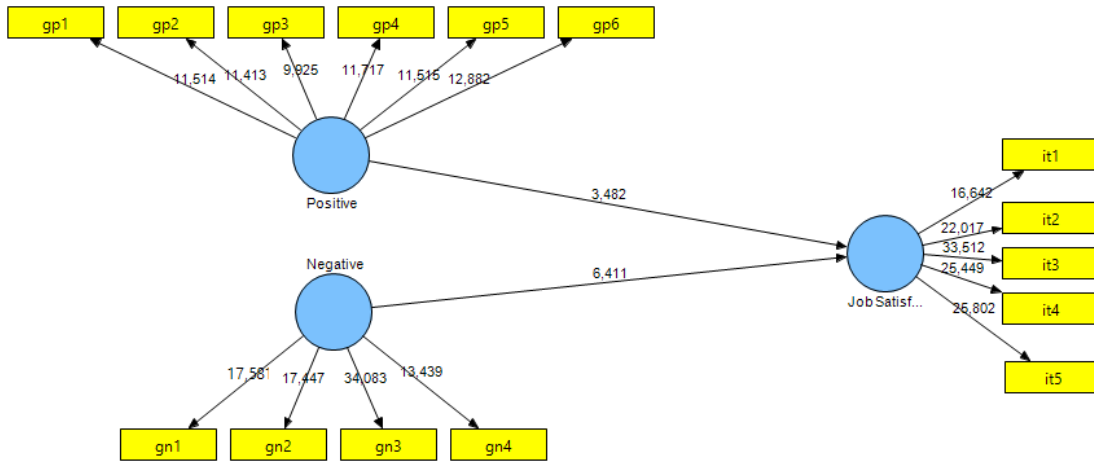 gp1
gp2
gp3
gp4
gp5
gp6
11,514
11,413
9,925
11,717
11,515
12,882
Positive
3,482
it1
16,642
it2
22,017
it3
33,512
it4
25,449
it5
25,802
Job Satisf...
Negative
6,411
17,581
17,447
34,083
13,439
gn1
gn2
gn3
gn4